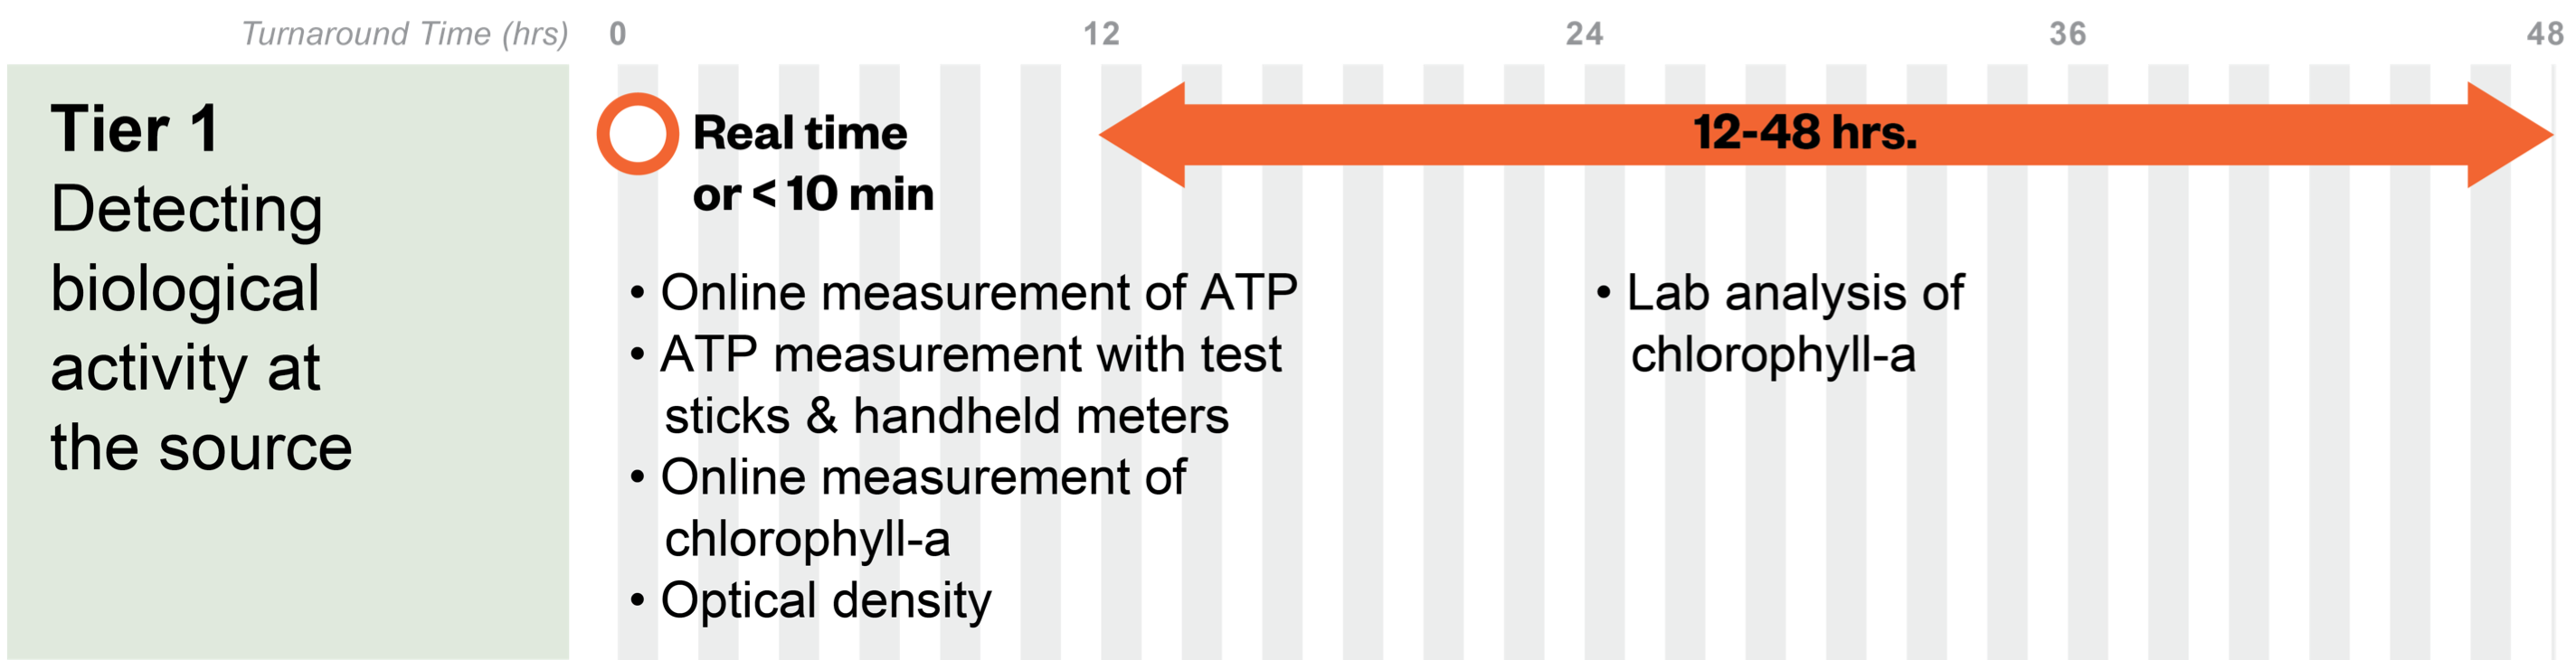 Turnaround Time (hrs) 0 12 24 36 48
Tier 1
Detecting
biological
activity at
the source
Real time
or < 10 min
12-48 hrs.
• Online measurement of ATP
• ATP measurement with test
sticks & handheld meters
• Online measurement of
chlorophyll-a
• Optical density
• Lab analysis of
chlorophyll-a